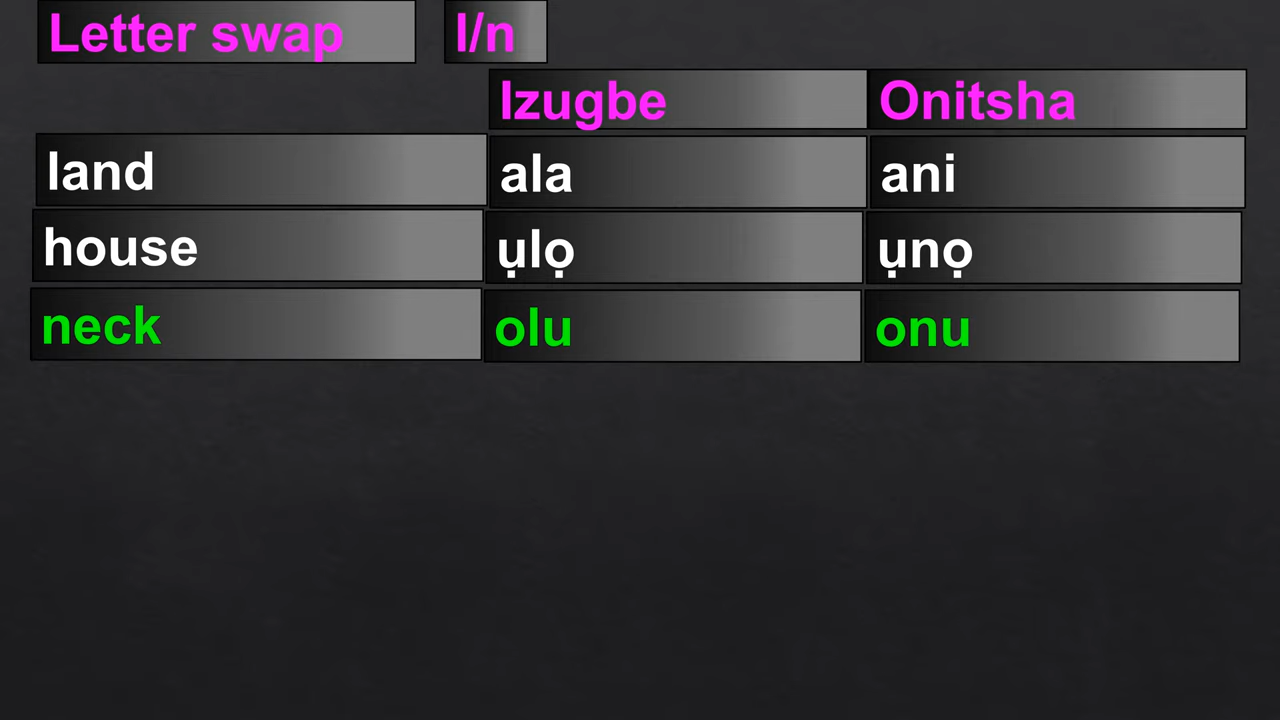 Letter swap l/n
Izugbe Onitsha
land ala ani
house ụlọ ụnọ
neck olu onu